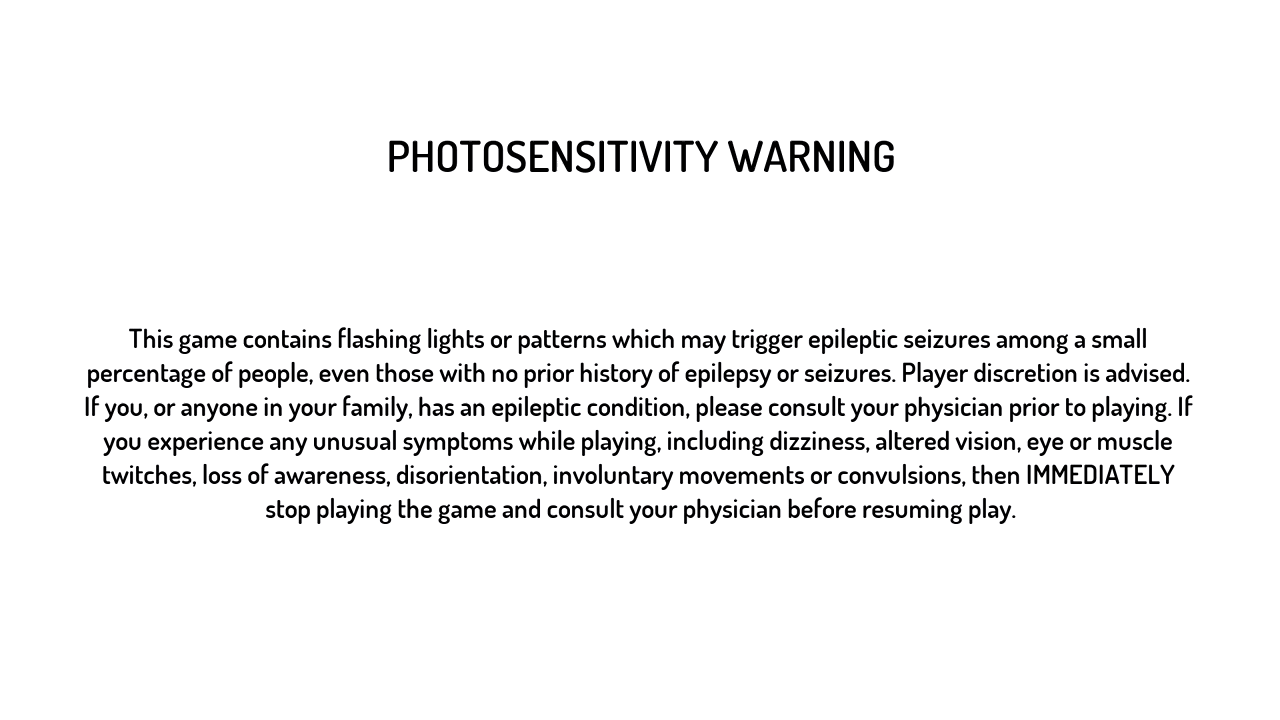 PHOTOSENSITIVITY WARNING
This game contains flashing lights or patterns which may trigger epileptic seizures among a small
percentage of people, even those with no prior history of epilepsy or seizures. Player discretion is advised.
If you, or anyone in your family, has an epileptic condition, please consult your physician prior to playing. If
you experience any unusual symptoms while playing, including dizziness, altered vision, eye or muscle
twitches, loss of awareness, disorientation, involuntary movements or convulsions, then IMMEDIATELY
stop playing the game and consult your physician before resuming play.